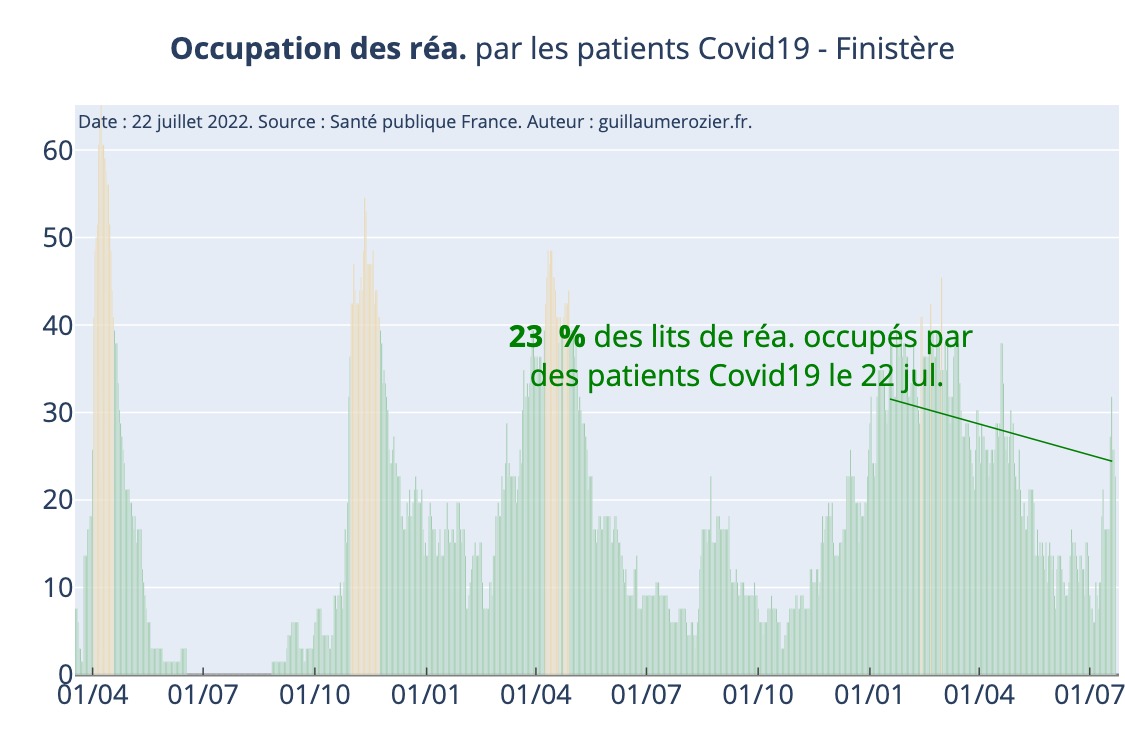 Occupation des réa. par les patients Covid19 - Finistère
Date : 22 juillet 2022. Source : Santé publique France. Auteur : guillaumerozier.fr.
60
50
40
23 % des lits de réa. occupés par
des patients Covid19 le 22 jul.
30
20
10
0
01/04 01/07 01/10 01/01 01/04 01/07 01/10 01/01 01/04 01/07